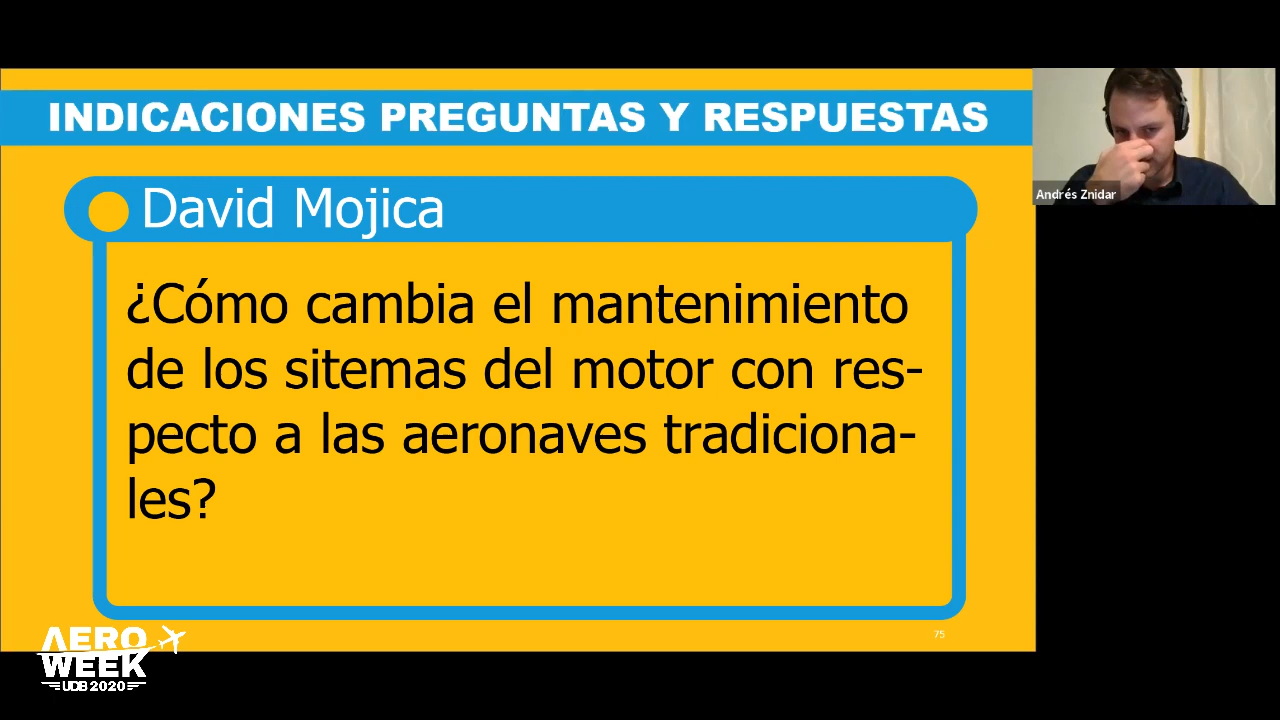 INDICACIONES PREGUNTAS Y RESPUESTAS
David Mojica
¿Cómo cambia el mantenimiento
de los sitemas del motor con res-
pecto a las aeronaves tradiciona-
les?
75
Andrés Znidar
AERO
WEEK
UDB 2020